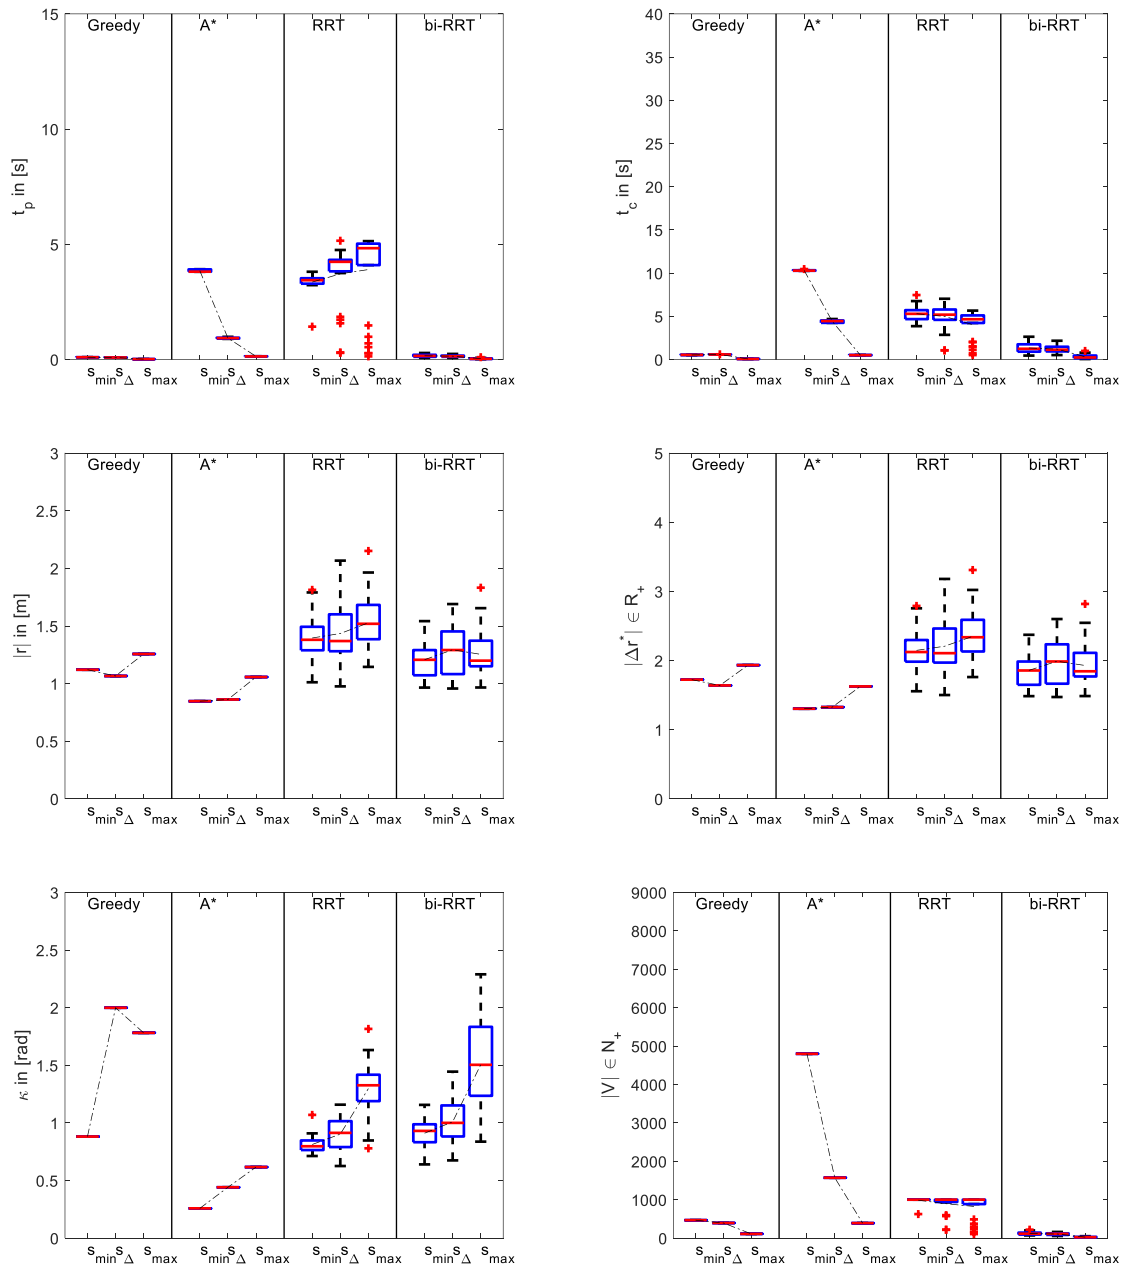 15
10
5
0
t_p in [s]
Greedy A* RRT bi-RRT
s_min s_Δ s_max s_min s_Δ s_max s_min s_Δ s_max s_min s_Δ s_max
40
35
30
25
20
15
10
5
0
t_c in [s]
Greedy A* RRT bi-RRT
s_min s_Δ s_max s_min s_Δ s_max s_min s_Δ s_max s_min s_Δ s_max
3
2.5
2
1.5
1
0.5
0
|r| in [m]
Greedy A* RRT bi-RRT
s_min s_Δ s_max s_min s_Δ s_max s_min s_Δ s_max s_min s_Δ s_max
5
4
3
2
1
0
|Δr*| ∈ R_+
Greedy A* RRT bi-RRT
s_min s_Δ s_max s_min s_Δ s_max s_min s_Δ s_max s_min s_Δ s_max
3
2.5
2
1.5
1
0.5
0
κ in [rad]
Greedy A* RRT bi-RRT
s_min s_Δ s_max s_min s_Δ s_max s_min s_Δ s_max s_min s_Δ s_max
9000
8000
7000
6000
5000
4000
3000
2000
1000
0
|V| ∈ N_+
Greedy A* RRT bi-RRT
s_min s_Δ s_max s_min s_Δ s_max s_min s_Δ s_max s_min s_Δ s_max